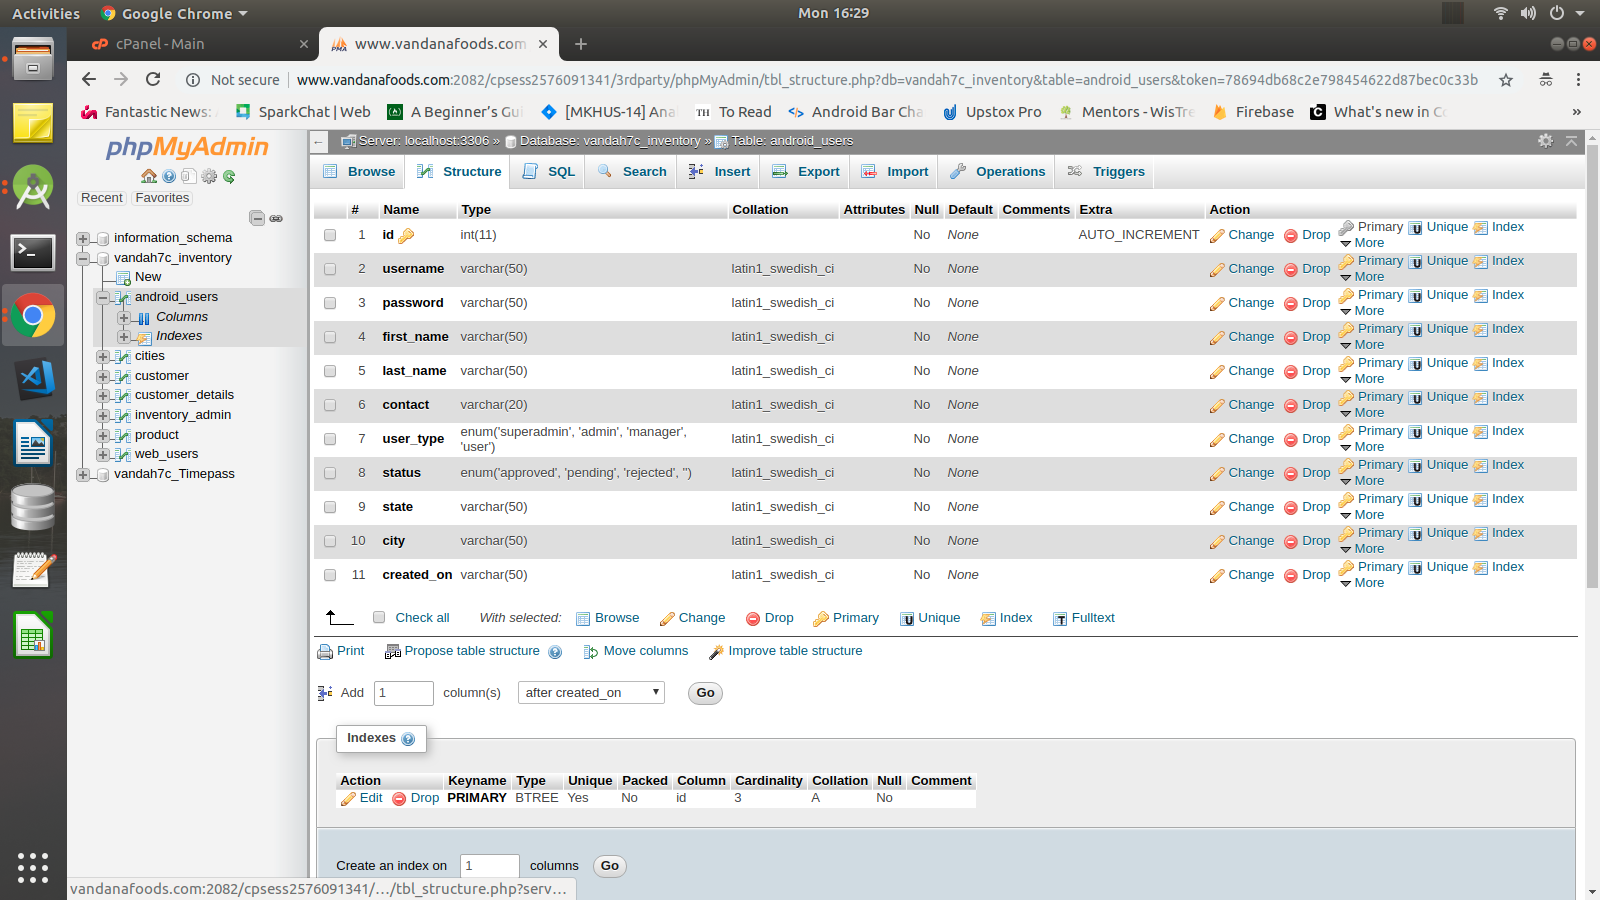 Activities Google Chrome Mon 16:29
cPanel - Main www.vandanafoods.com
Not secure www.vandanafoods.com:2082/cpsess2576091341/3rdparty/phpMyAdmin/tbl_structure.php?db=vandah7c_inventory&table=android_users&token=78694db68c2e798454622d87bec0c33b
Fantastic News: SparkChat | Web A Beginner's Gui [MKHUS-14] Ana To Read Android Bar Cha Upstox Pro Mentors - WisTre Firebase What's new in Co »
phpMyAdmin
Recent Favorites
information_schema
vandah7c_inventory
New
android_users
Columns
Indexes
cities
customer
customer_details
inventory_admin
product
web_users
vandah7c_Timepass
Server: localhost:3306 » Database: vandah7c_inventory » Table: android_users
Browse Structure SQL Search Insert Export Import Operations Triggers
# Name Type Collation Attributes Null Default Comments Extra Action
1 id int(11) No None AUTO_INCREMENT Change Drop Primary Unique Index More
2 username varchar(50) latin1_swedish_ci No None Change Drop Primary Unique Index More
3 password varchar(50) latin1_swedish_ci No None Change Drop Primary Unique Index More
4 first_name varchar(50) latin1_swedish_ci No None Change Drop Primary Unique Index More
5 last_name varchar(50) latin1_swedish_ci No None Change Drop Primary Unique Index More
6 contact varchar(20) latin1_swedish_ci No None Change Drop Primary Unique Index More
7 user_type enum('superadmin', 'admin', 'manager', 'user') latin1_swedish_ci No None Change Drop Primary Unique Index More
8 status enum('approved', 'pending', 'rejected', '') latin1_swedish_ci No None Change Drop Primary Unique Index More
9 state varchar(50) latin1_swedish_ci No None Change Drop Primary Unique Index More
10 city varchar(50) latin1_swedish_ci No None Change Drop Primary Unique Index More
11 created_on varchar(50) latin1_swedish_ci No None Change Drop Primary Unique Index More
Check all With selected: Browse Change Drop Primary Unique Index Fulltext
Print Propose table structure Move columns Improve table structure
Add 1 column(s) after created_on Go
Indexes
Action Keyname Type Unique Packed Column Cardinality Collation Null Comment
Edit Drop PRIMARY BTREE Yes No id 3 A No
Create an index on 1 columns Go
vandanafoods.com:2082/cpsess2576091341/…/tbl_structure.php?serv…